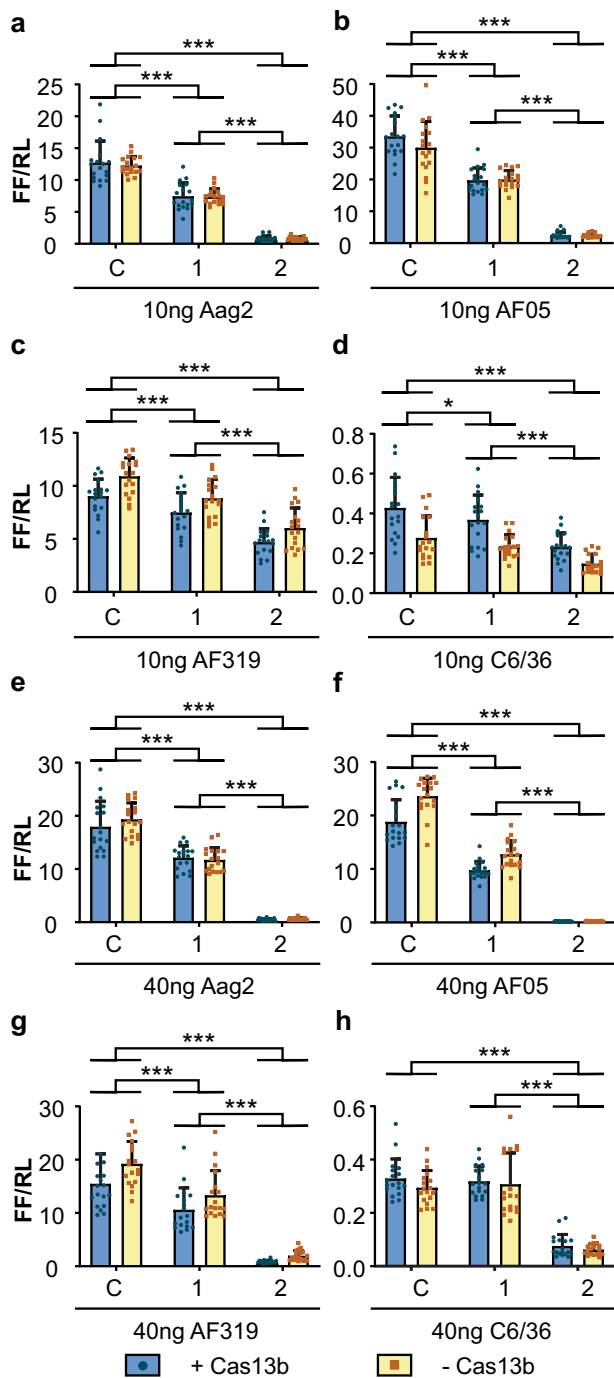 a
***
***
***
FF/RL
25
20
15
10
5
0
C 1 2
10ng Aag2
b
***
***
***
50
40
30
20
10
0
C 1 2
10ng AF05
c
***
***
***
FF/RL
15
10
5
0
C 1 2
10ng AF319
d
***
*
***
0.8
0.6
0.4
0.2
0.0
C 1 2
10ng C6/36
e
***
***
***
FF/RL
30
20
10
0
C 1 2
40ng Aag2
f
***
***
***
30
20
10
0
C 1 2
40ng AF05
g
***
***
***
FF/RL
30
20
10
0
C 1 2
40ng AF319
h
***
***
0.6
0.4
0.2
0.0
C 1 2
40ng C6/36
+ Cas13b
- Cas13b